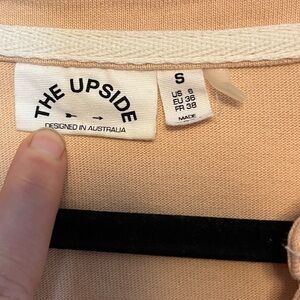 THE UPSIDE
DESIGNED IN AUSTRALIA
S
US 6
EU 36
FR 38
MADE